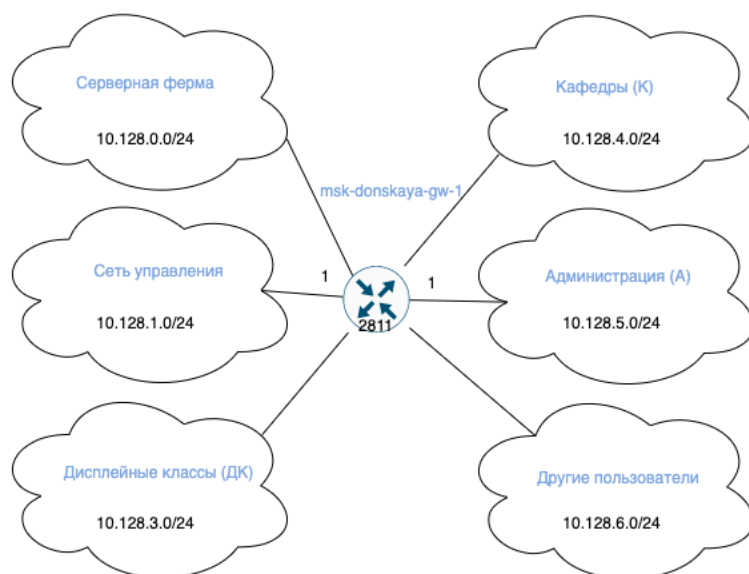 Серверная ферма
10.128.0.0/24
Кафедры (К)
10.128.4.0/24
msk-donskaya-gw-1
Сеть управления
10.128.1.0/24
1
1
2811
Администрация (А)
10.128.5.0/24
Дисплейные классы (ДК)
10.128.3.0/24
Другие пользователи
10.128.6.0/24